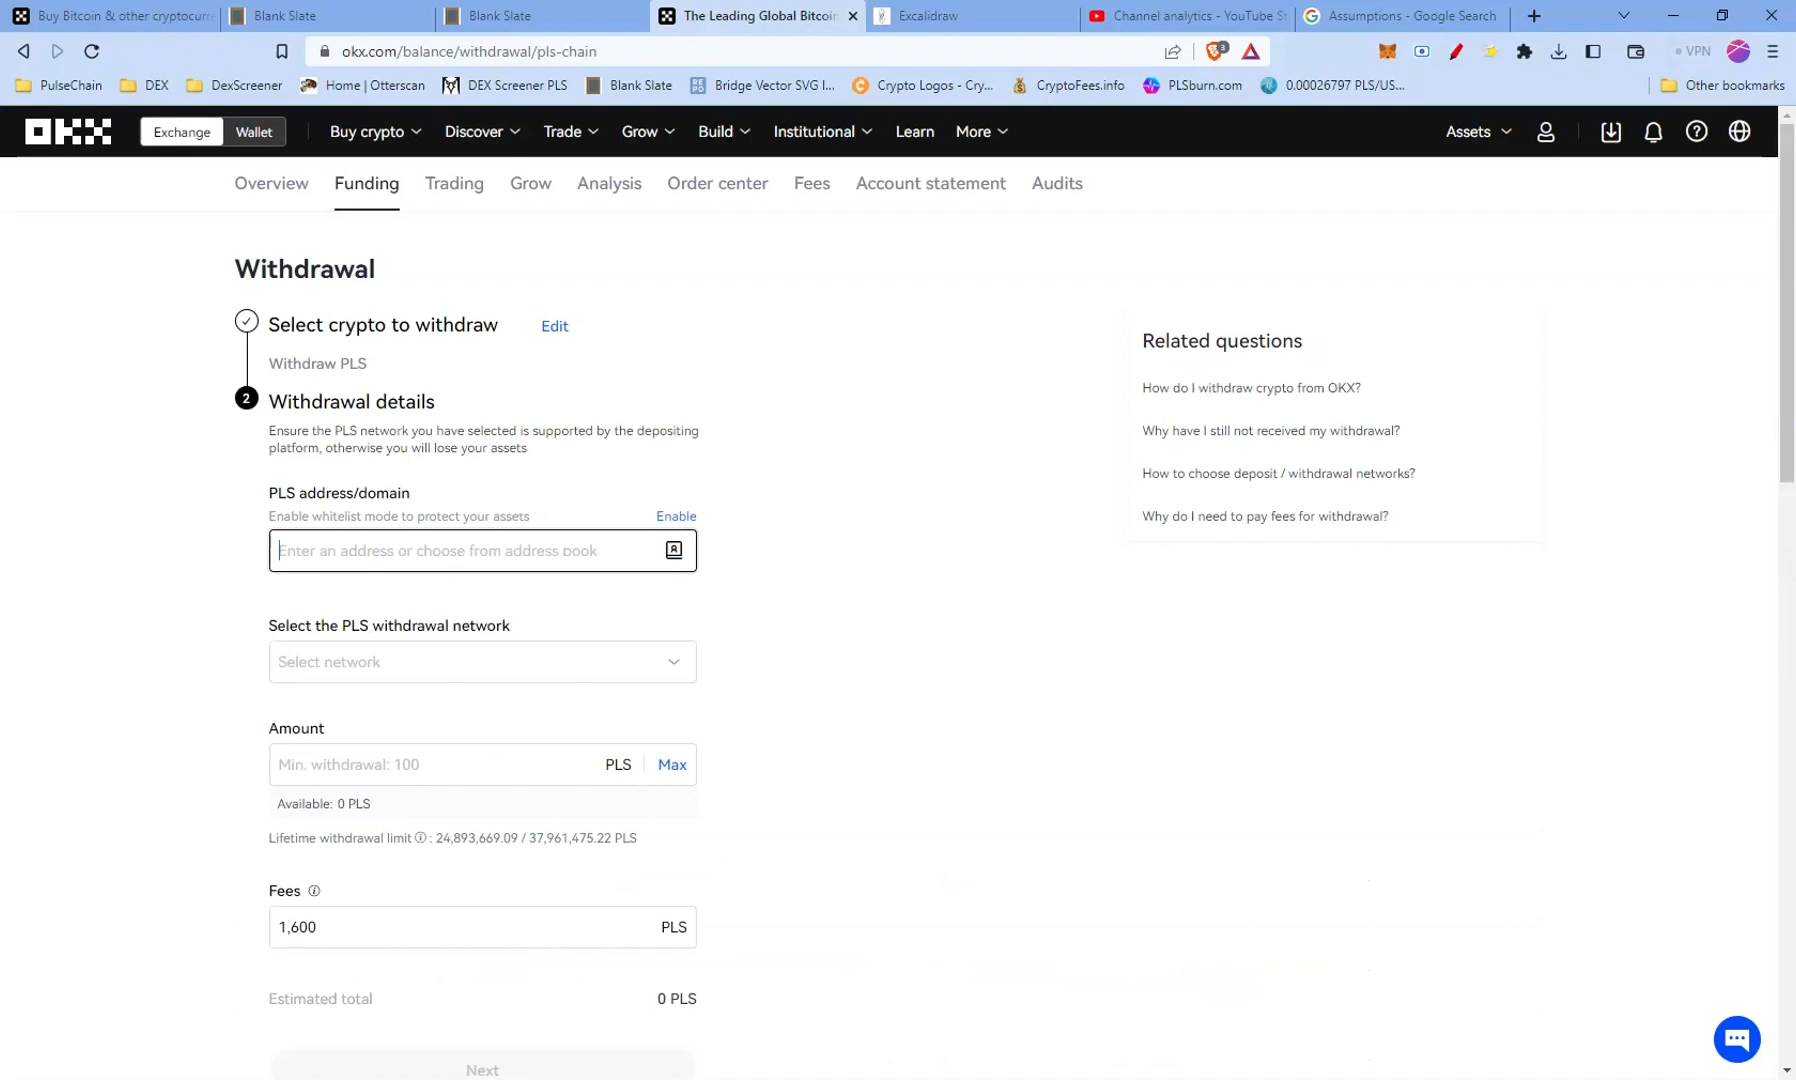 Buy Bitcoin & other cryptocurr
Blank Slate
Blank Slate
The Leading Global Bitcoin
Excalidraw
Channel analytics - YouTube St
Assumptions - Google Search
okx.com/balance/withdrawal/pls-chain
3
VPN
PulseChain
DEX
DexScreener
Home | Otterscan
DEX Screener PLS
Blank Slate
Bridge Vector SVG I...
Crypto Logos - Cry...
CryptoFees.info
PLSburn.com
0.00026797 PLS/US...
Other bookmarks
OKX
Exchange
Wallet
Buy crypto
Discover
Trade
Grow
Build
Institutional
Learn
More
Assets
Overview
Funding
Trading
Grow
Analysis
Order center
Fees
Account statement
Audits
Withdrawal
Select crypto to withdraw
Edit
Withdraw PLS
2
Withdrawal details
Ensure the PLS network you have selected is supported by the depositing
platform, otherwise you will lose your assets
PLS address/domain
Enable whitelist mode to protect your assets
Enable
Enter an address or choose from address book
Select the PLS withdrawal network
Select network
Amount
Min. withdrawal: 100
PLS
Max
Available: 0 PLS
Lifetime withdrawal limit : 24,893,669.09 / 37,961,475.22 PLS
Fees
1,600
PLS
Estimated total
0 PLS
Next
Related questions
How do I withdraw crypto from OKX?
Why have I still not received my withdrawal?
How to choose deposit / withdrawal networks?
Why do I need to pay fees for withdrawal?